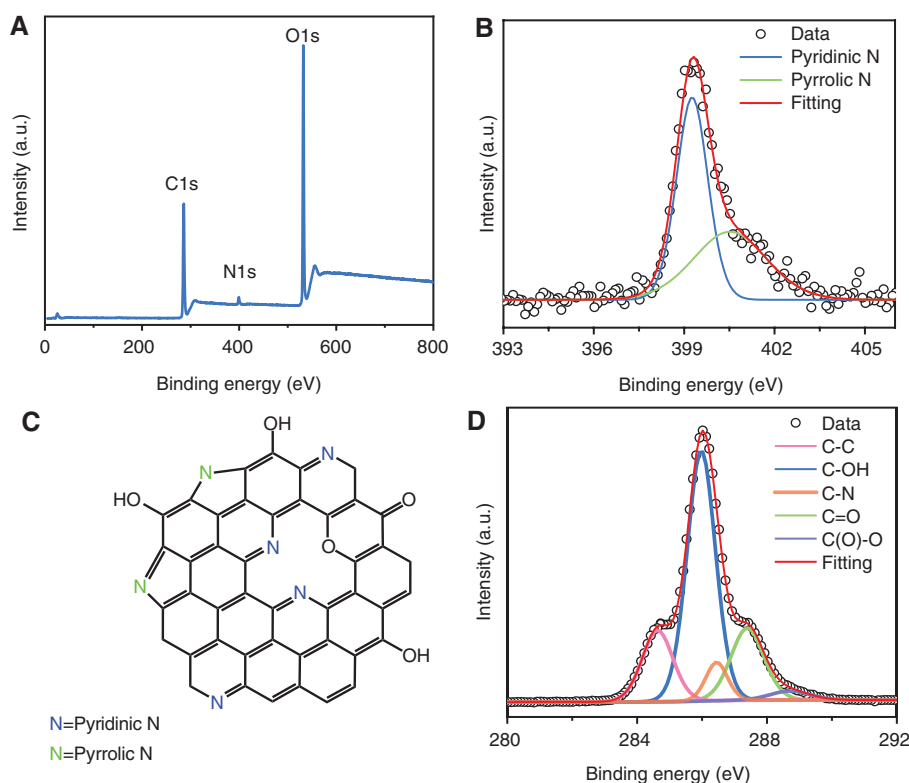 A
O1s
C1s
N1s
Intensity (a.u.)
0 200 400 600 800
Binding energy (eV)
B
Data
Pyridinic N
Pyrrolic N
Fitting
Intensity (a.u.)
393 396 399 402 405
Binding energy (eV)
C
OH
N
N
HO
O
N
O
N
N
OH
N
N=Pyridinic N
N=Pyrrolic N
D
Data
C-C
C-OH
C-N
C=O
C(O)-O
Fitting
Intensity (a.u.)
280 284 288 292
Binding energy (eV)